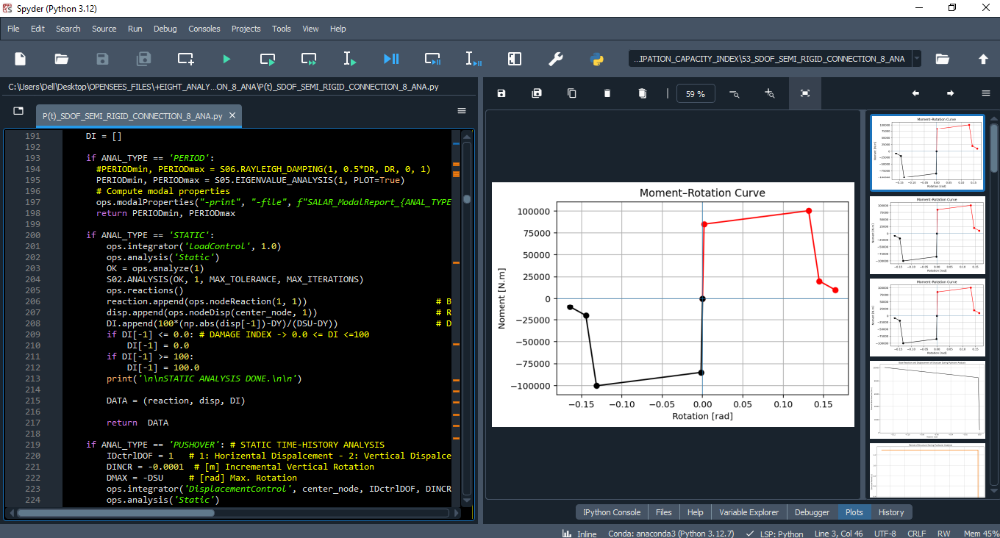 Spyder (Python 3.12)
File Edit Search Source Run Debug Consoles Projects Tools View Help
...IPATION_CAPACITY_INDEX\53_SDOF_SEMI_RIGID_CONNECTION_8_ANA
C:\Users\Dell\Desktop\OPENSEES_FILES\+EIGHT_ANALY...ON_8_ANA\P(t)_SDOF_SEMI_RIGID_CONNECTION_8_ANA.py
P(t)_SDOF_SEMI_RIGID_CONNECTION_8_ANA.py
191 DI = []
192
193 if ANAL_TYPE == 'PERIOD':
194 #PERIODmin, PERIODmax = S06.RAYLEIGH_DAMPING(1, 0.5*DR, DR, 0, 1)
195 PERIODmin, PERIODmax = S05.EIGENVALUE_ANALYSIS(1, PLOT=True)
196 # Compute modal properties
197 ops.modalProperties("-print", "-file", f"SALAR_ModalReport_{ANAL_TYPE
198 return PERIODmin, PERIODmax
199
200 if ANAL_TYPE == 'STATIC':
201 ops.integrator('LoadControl', 1.0)
202 ops.analysis('Static')
203 OK = ops.analyze(1)
204 S02.ANALYSIS(OK, 1, MAX_TOLERANCE, MAX_ITERATIONS)
205 ops.reactions()
206 reaction.append(ops.nodeReaction(1, 1)) # B
207 disp.append(ops.nodeDisp(center_node, 1)) # R
208 DI.append(100*(np.abs(disp[-1])-DY)/(DSU-DY)) # D
209 if DI[-1] <= 0.0: # DAMAGE INDEX -> 0.0 <= DI <=100
210 DI[-1] = 0.0
211 if DI[-1] >= 100:
212 DI[-1] = 100.0
213 print('\n\nSTATIC ANALYSIS DONE.\n\n')
214
215 DATA = (reaction, disp, DI)
216
217 return DATA
218
219 if ANAL_TYPE == 'PUSHOVER': # STATIC TIME-HISTORY ANALYSIS
220 IDctrlDOF = 1 # 1: Horizental Dispalcement - 2: Vertical Dispalce
221 DINCR = -0.0001 # [m] Incremental Vertical Rotation
222 DMAX = -DSU # [rad] Max. Rotation
223 ops.integrator('DisplacementControl', center_node, IDctrlDOF, DINCR
224 ops.analysis('Static')
59 %
Moment–Rotation Curve
100000
75000
50000
25000
0
−25000
−50000
−75000
−100000
Moment [N.m]
−0.15 −0.10 −0.05 0.00 0.05 0.10 0.15
Rotation [rad]
Moment-Rotation Curve
Rotation [rad]
Moment-Rotation Curve
Rotation [rad]
Moment-Rotation Curve
Rotation [rad]
IPython Console Files Help Variable Explorer Debugger Plots History
Inline Conda: anaconda3 (Python 3.12.7) LSP: Python Line 3, Col 46 UTF-8 CRLF RW Mem 45%